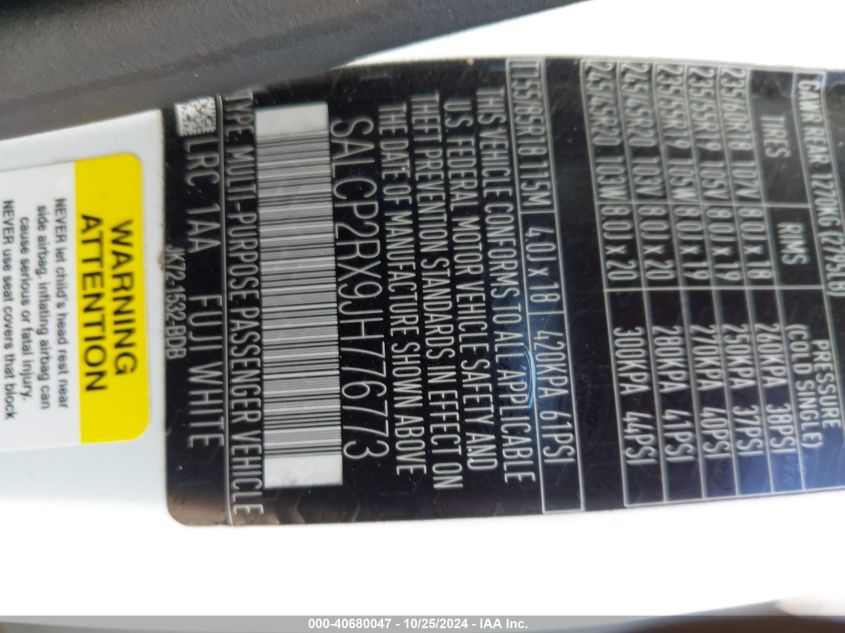 GAWR REAR 1270KG (2795LB)
TIRES RIMS PRESSURE
(COLD SINGLE)
235/60R18 107V 8.0J x 18 260KPA 38PSI
235/55R19 105V 8.0J x 19 250KPA 37PSI
235/55R19 105W 8.0J x 19 270KPA 40PSI
245/45R20 103V 8.0J x 20 280KPA 41PSI
245/45R20 103W 8.0J x 20 300KPA 44PSI
T155/85R18 115M 4.0J x 18 420KPA 61PSI
THIS VEHICLE CONFORMS TO ALL APPLICABLE
U.S. FEDERAL MOTOR VEHICLE SAFETY AND
THEFT PREVENTION STANDARDS IN EFFECT ON
THE DATE OF MANUFACTURE SHOWN ABOVE
SALCP2RX9JH776773
TYPE MULTI-PURPOSE PASSENGER VEHICLE
LRC 1AA FUJI WHITE
JK72-1532-BDB
WARNING
ATTENTION
NEVER let child's head rest near
side airbag, inflating airbag can
cause serious or fatal injury.
NEVER use seat covers that block
000-40680047 - 10/25/2024 - IAA Inc.